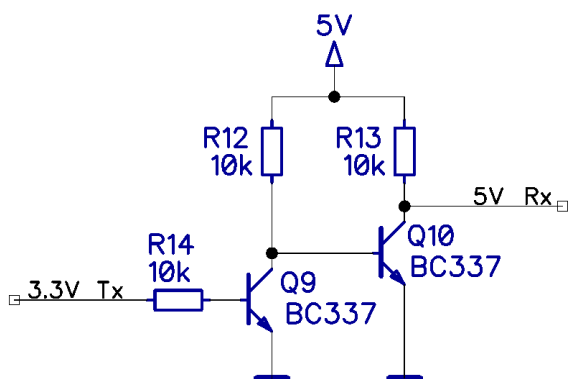 5V
R12
10k
R13
10k
5V Rx
Q10
BC337
R14
10k
3.3V Tx
Q9
BC337